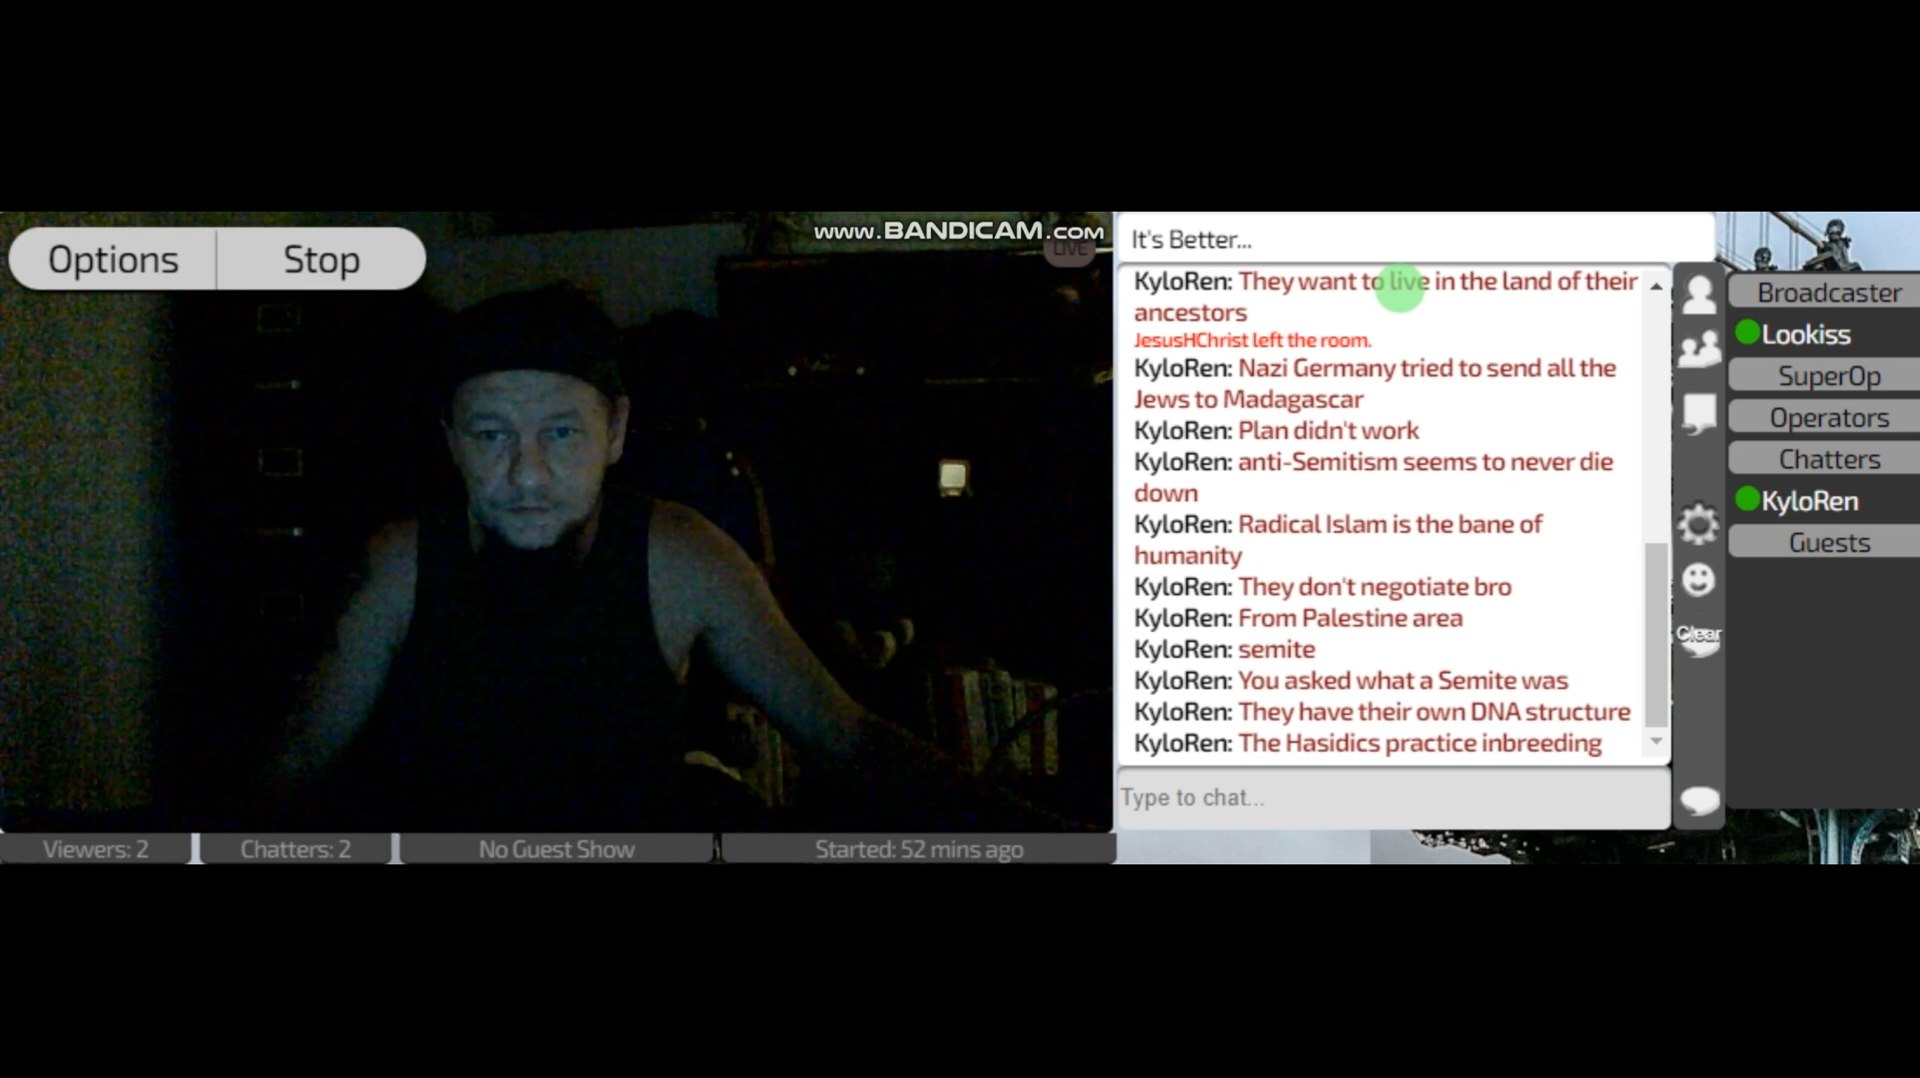 Options Stop
www.BANDICAM.COM
LIVE
It's Better...
KyloRen: They want to live in the land of their
ancestors
JesusHChrist left the room.
KyloRen: Nazi Germany tried to send all the
Jews to Madagascar
KyloRen: Plan didn't work
KyloRen: anti-Semitism seems to never die
down
KyloRen: Radical Islam is the bane of
humanity
KyloRen: They don't negotiate bro
KyloRen: From Palestine area
KyloRen: semite
KyloRen: You asked what a Semite was
KyloRen: They have their own DNA structure
KyloRen: The Hasidics practice inbreeding
Type to chat...
Clear
Broadcaster
Lookiss
SuperOp
Operators
Chatters
KyloRen
Guests
Viewers: 2 Chatters: 2 No Guest Show Started: 52 mins ago